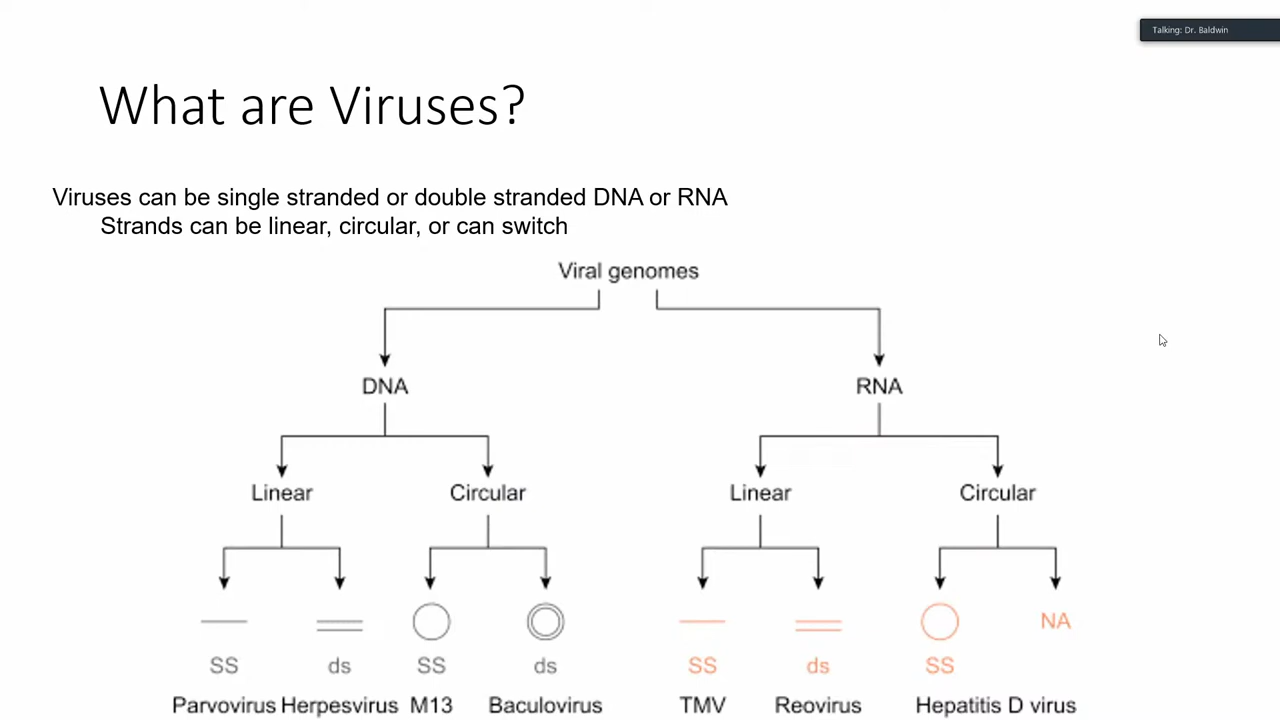 Talking: Dr. Baldwin
What are Viruses?
Viruses can be single stranded or double stranded DNA or RNA
Strands can be linear, circular, or can switch
Viral genomes
DNA RNA
Linear Circular Linear Circular
NA
SS ds SS ds SS ds SS
Parvovirus Herpesvirus M13 Baculovirus TMV Reovirus Hepatitis D virus